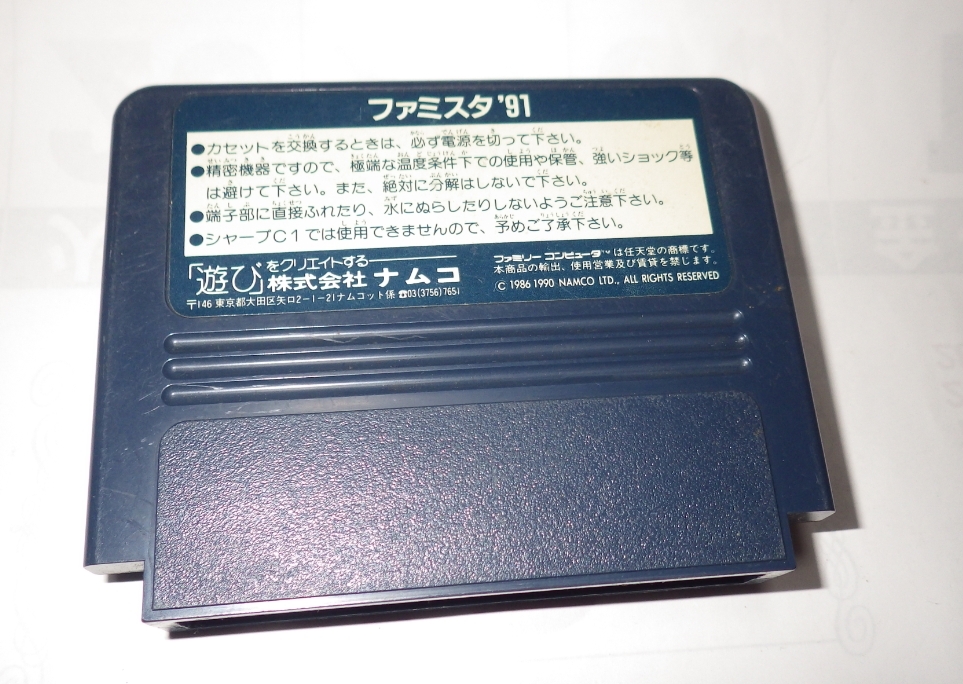 ファミスタ'91
●カセットを交換するときは、必ず電源を切って下さい。
●精密機器ですので、極端な温度条件下での使用や保管、強いショック等
は避けて下さい。また、絶対に分解はしないで下さい。
●端子部に直接ふれたり、水にぬらしたりしないようご注意下さい。
●シャープC1では使用できませんので、予めご了承下さい。
「遊び」をクリエイトする
株式会社 ナムコ
〒146 東京都大田区矢口2-1-21ナムコット係 ☎03(3756)7651
ファミリーコンピュータ™は任天堂の商標です。
本商品の輸出、使用営業及び賃貸を禁じます。
© 1986 1990 NAMCO LTD., ALL RIGHTS RESERVED